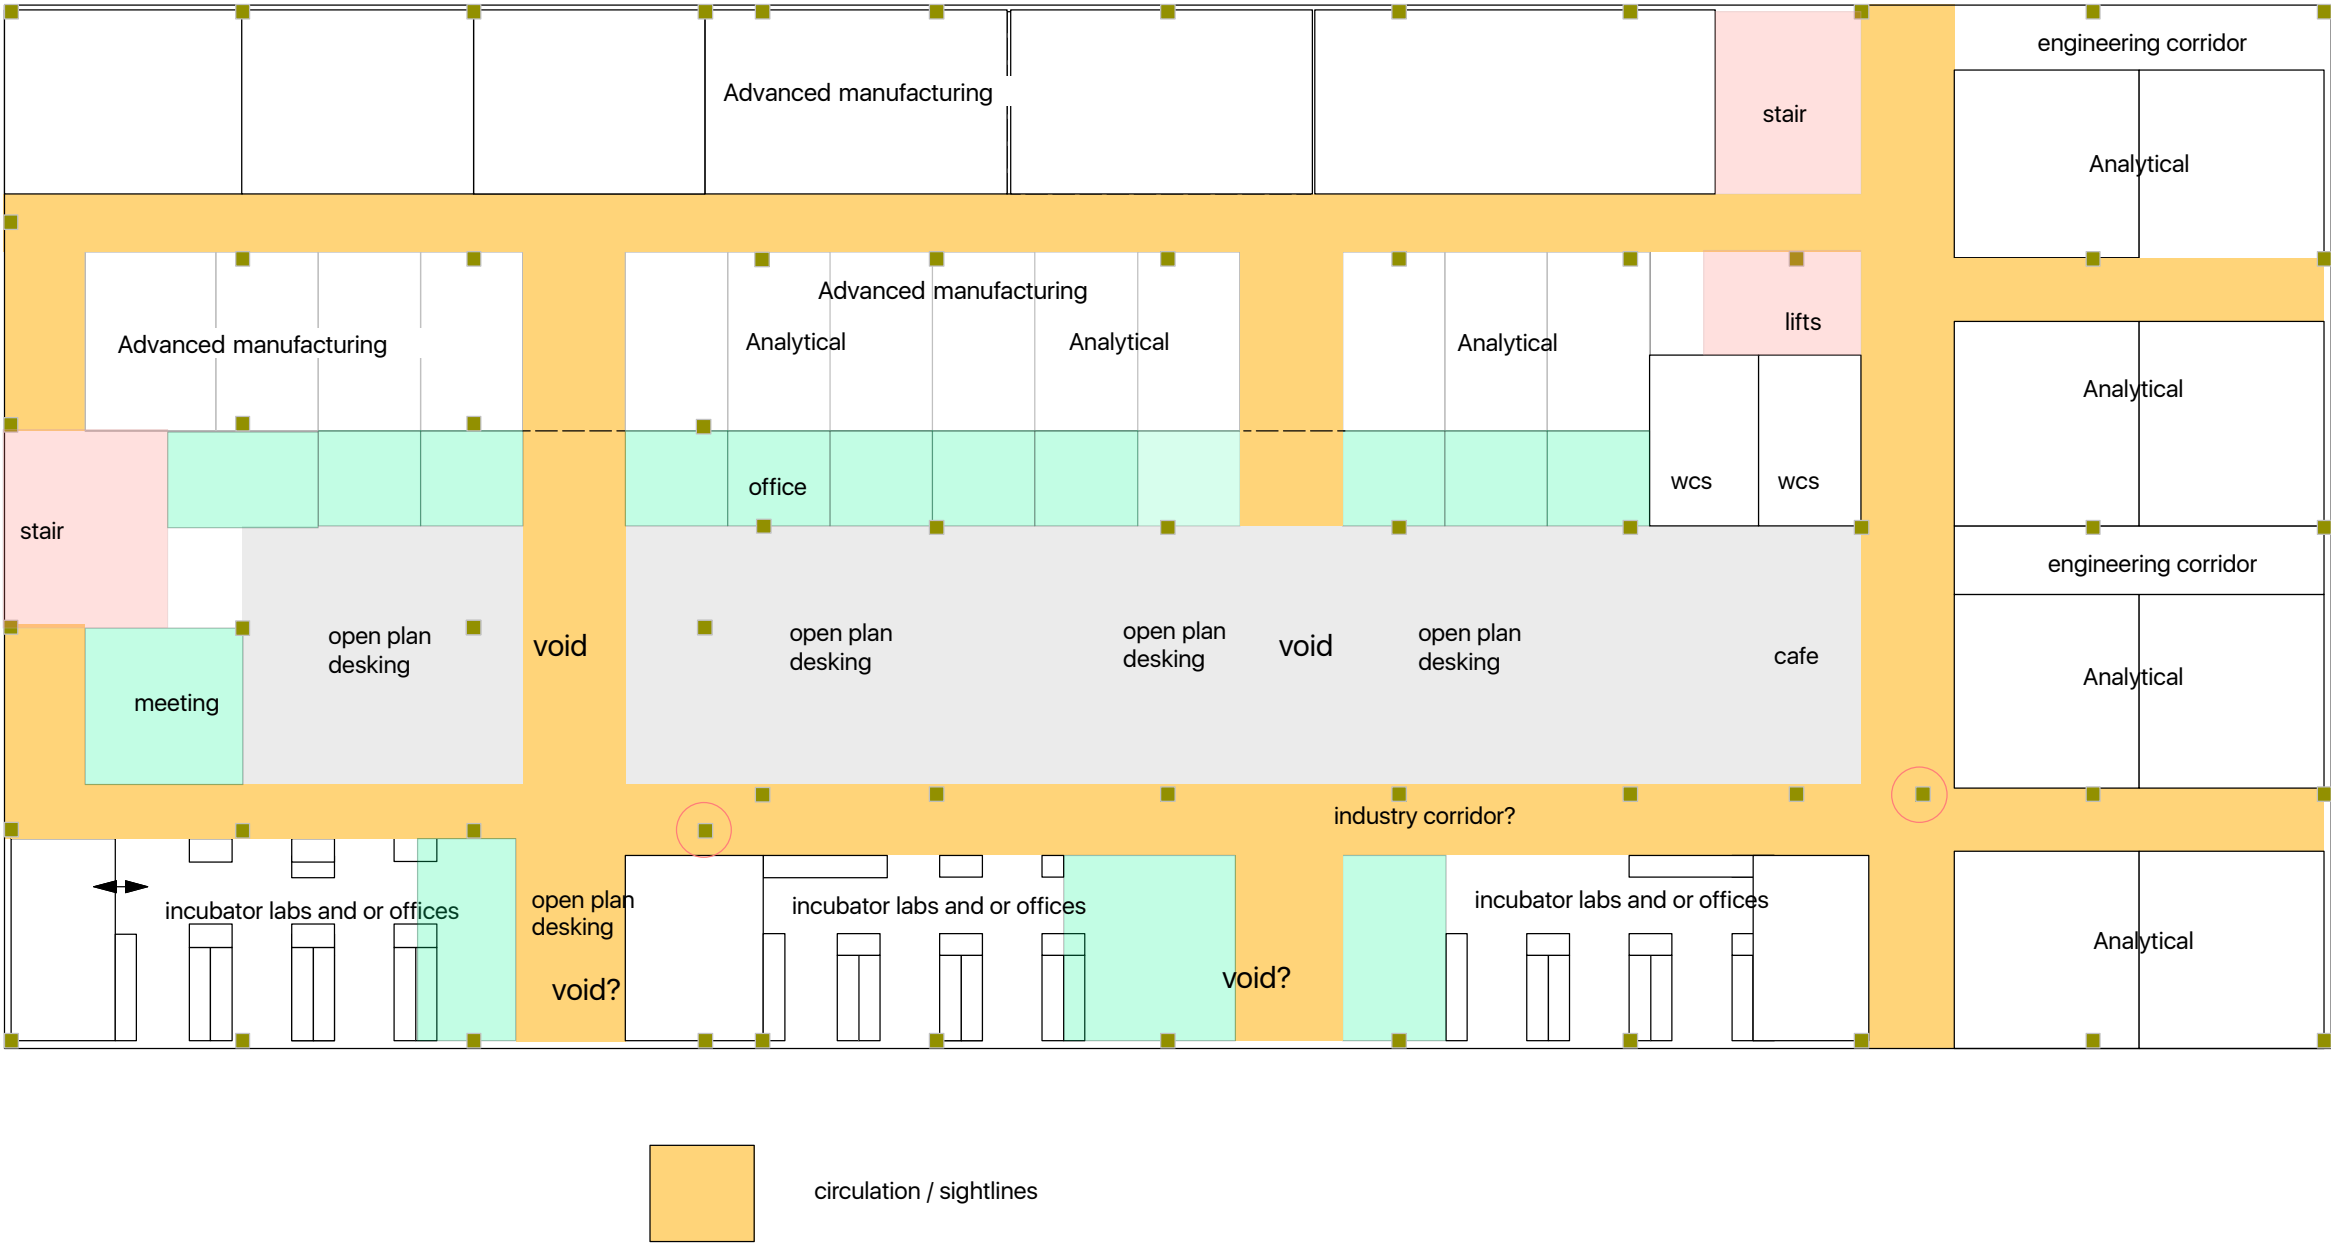 engineering corridor
Advanced manufacturing
stair
Analytical
Advanced manufacturing
lifts
Advanced manufacturing
Analytical
Analytical
Analytical
Analytical
office
wcs
wcs
stair
engineering corridor
open plan
desking
void
open plan
desking
open plan
desking
void
open plan
desking
cafe
Analytical
meeting
industry corridor?
incubator labs and or offices
open plan
desking
incubator labs and or offices
incubator labs and or offices
Analytical
void?
void?
circulation / sightlines